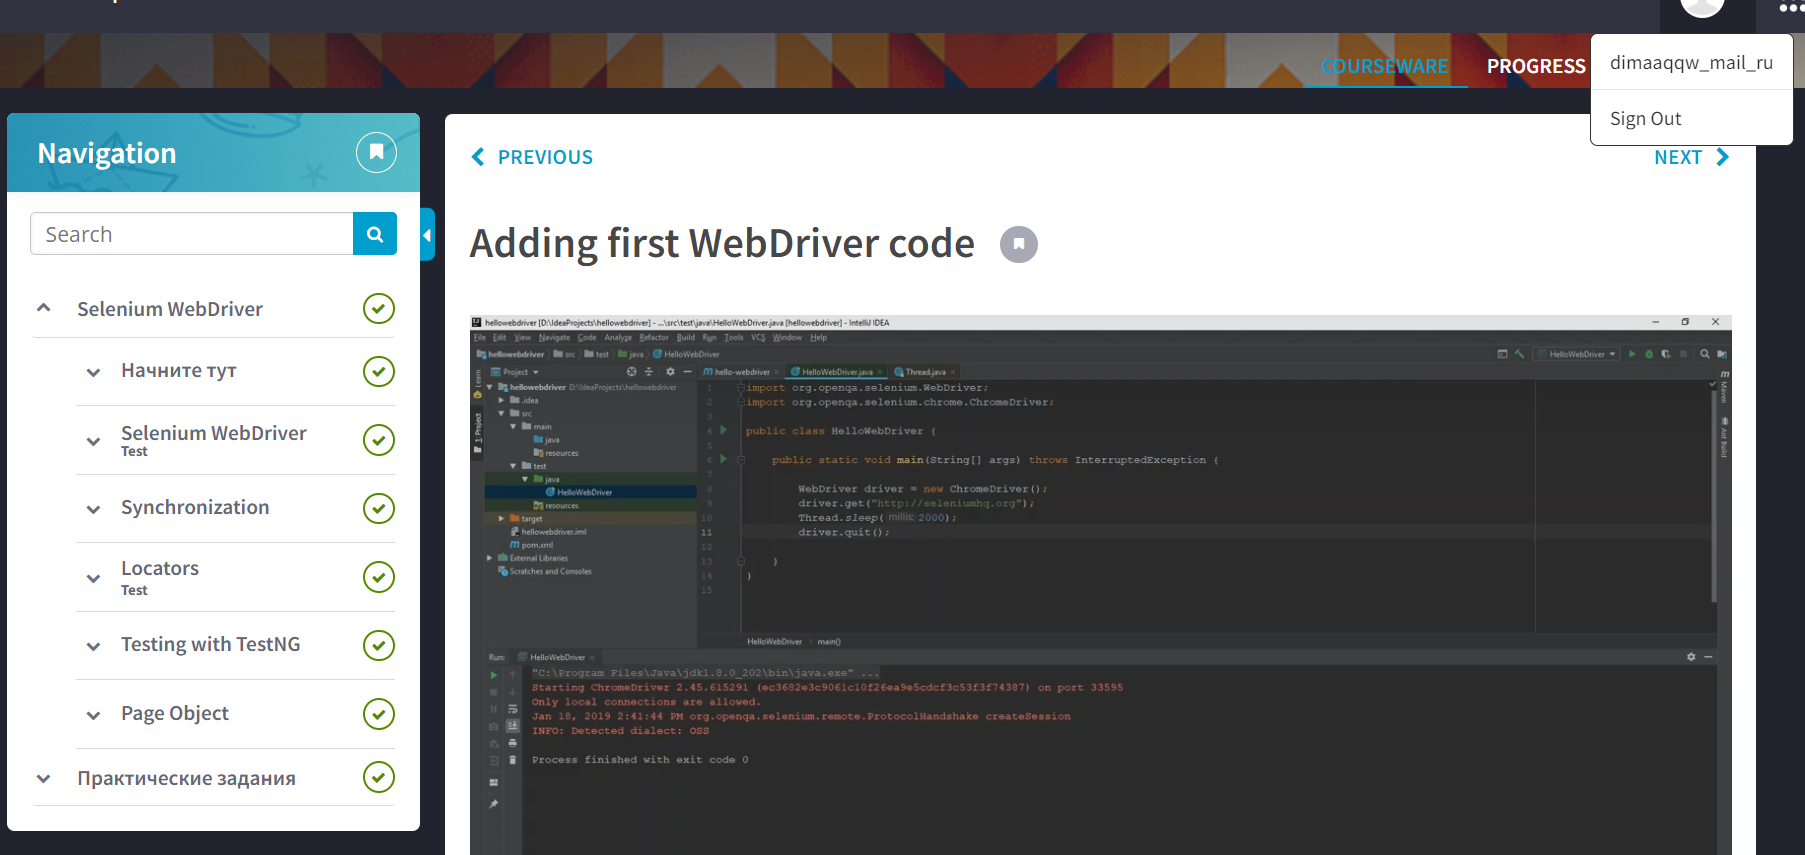 COURSEWARE
PROGRESS
dimaaqqw_mail_ru
Sign Out
Navigation
Search
Selenium WebDriver
Начните тут
Selenium WebDriver
Test
Synchronization
Locators
Test
Testing with TestNG
Page Object
Практические задания
PREVIOUS
NEXT
Adding first WebDriver code
hellowebdriver [D:\IdeaProjects\hellowebdriver] - ...\src\test\java\HelloWebDriver.java [hellowebdriver] - IntelliJ IDEA
File Edit View Navigate Code Analyze Refactor Build Run Tools VCS Window Help
hellowebdriver src test java HelloWebDriver
HelloWebDriver
Project
hello-webdriver HelloWebDriver.java Thread.java
1: Project
Maven
Ant Build
hellowebdriver D:\IdeaProjects\hellowebdriver
.idea
src
main
java
resources
test
java
HelloWebDriver
resources
target
hellowebdriver.iml
pom.xml
External Libraries
Scratches and Consoles
1 import org.openqa.selenium.WebDriver;
2 import org.openqa.selenium.chrome.ChromeDriver;
3
4 public class HelloWebDriver {
5
6 public static void main(String[] args) throws InterruptedException {
7
8 WebDriver driver = new ChromeDriver();
9 driver.get("http://seleniumhq.org");
10 Thread.sleep( millis: 2000);
11 driver.quit();
12
13 }
14 }
15
HelloWebDriver main()
Run: HelloWebDriver
"C:\Program Files\Java\jdk1.8.0_202\bin\java.exe" ...
Starting ChromeDriver 2.45.615291 (ec3682e3c9061c10f26ea9e5cdcf3c53f3f74387) on port 33595
Only local connections are allowed.
Jan 18, 2019 2:41:44 PM org.openqa.selenium.remote.ProtocolHandshake createSession
INFO: Detected dialect: OSS
Process finished with exit code 0